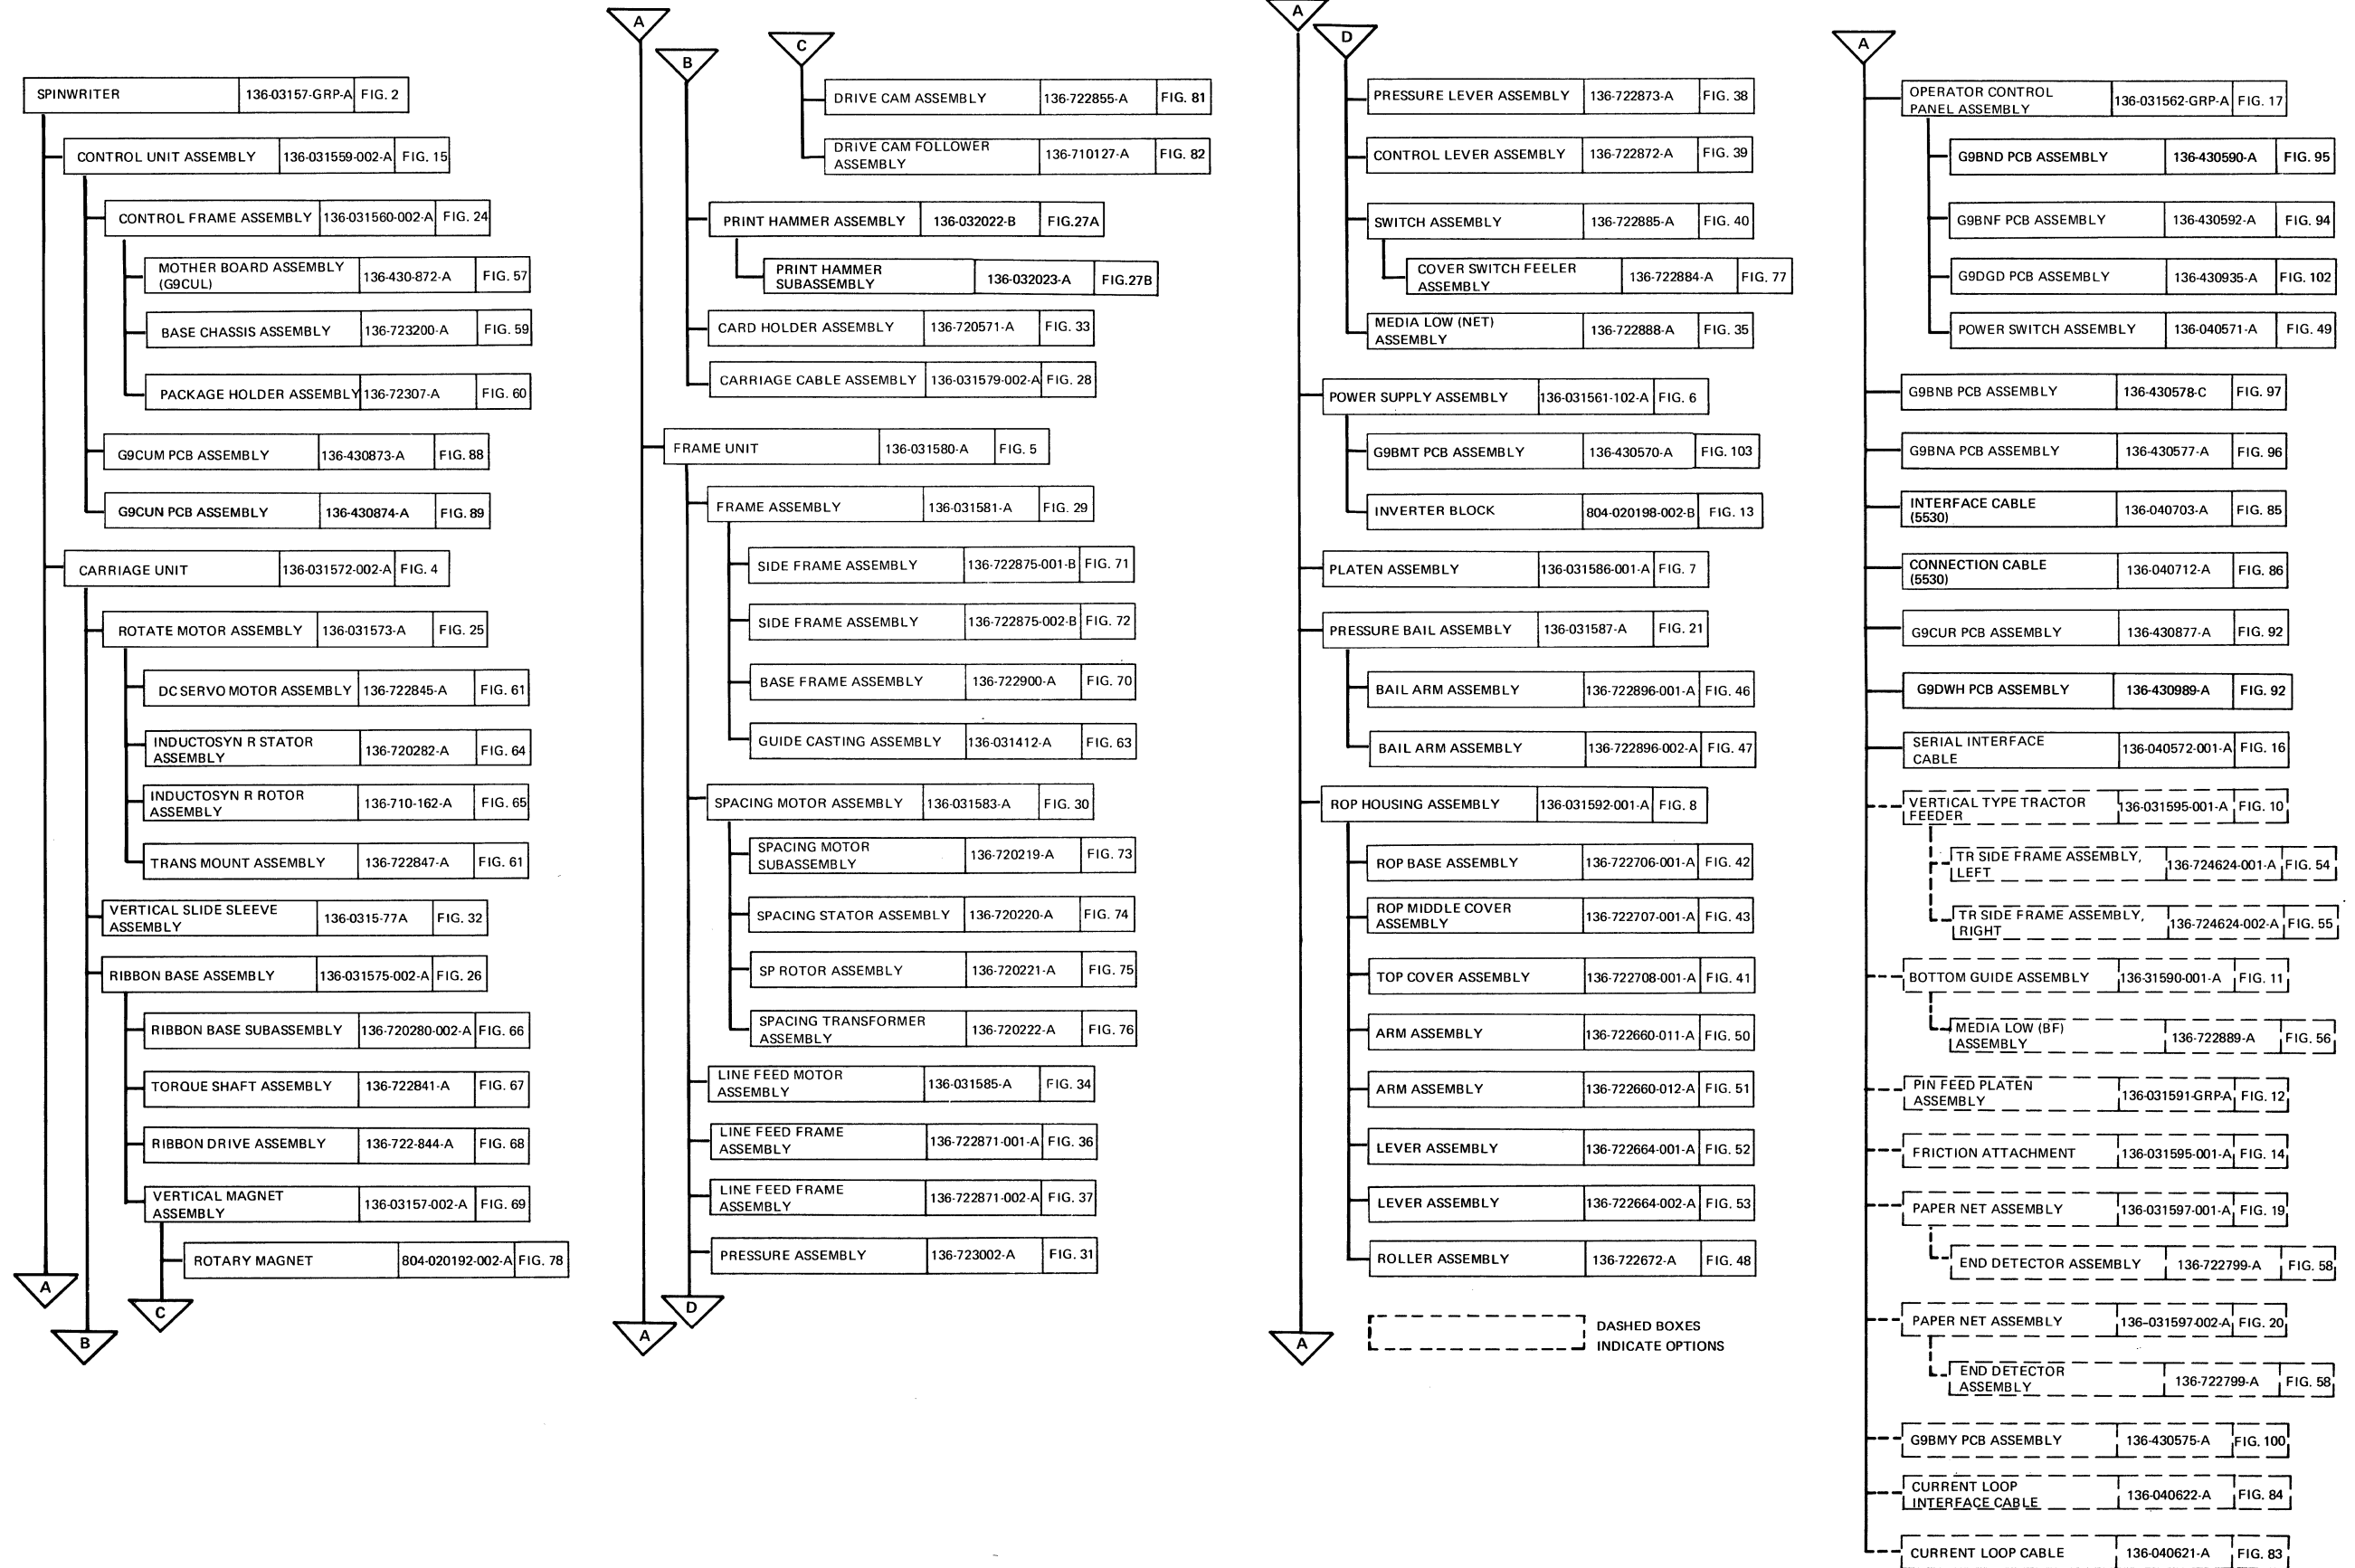 SPINWRITER 136-03157-GRP-A FIG. 2
CONTROL UNIT ASSEMBLY 136-031559-002-A FIG. 15
CONTROL FRAME ASSEMBLY 136-031560-002-A FIG. 24
MOTHER BOARD ASSEMBLY
(G9CUL) 136-430-872-A FIG. 57
BASE CHASSIS ASSEMBLY 136-723200-A FIG. 59
PACKAGE HOLDER ASSEMBLY 136-72307-A FIG. 60
G9CUM PCB ASSEMBLY 136-430873-A FIG. 88
G9CUN PCB ASSEMBLY 136-430874-A FIG. 89
CARRIAGE UNIT 136-031572-002-A FIG. 4
ROTATE MOTOR ASSEMBLY 136-031573-A FIG. 25
DC SERVO MOTOR ASSEMBLY 136-722845-A FIG. 61
INDUCTOSYN R STATOR
ASSEMBLY 136-720282-A FIG. 64
INDUCTOSYN R ROTOR
ASSEMBLY 136-710-162-A FIG. 65
TRANS MOUNT ASSEMBLY 136-722847-A FIG. 61
VERTICAL SLIDE SLEEVE
ASSEMBLY 136-0315-77A FIG. 32
RIBBON BASE ASSEMBLY 136-031575-002-A FIG. 26
RIBBON BASE SUBASSEMBLY 136-720280-002-A FIG. 66
TORQUE SHAFT ASSEMBLY 136-722841-A FIG. 67
RIBBON DRIVE ASSEMBLY 136-722-844-A FIG. 68
VERTICAL MAGNET
ASSEMBLY 136-03157-002-A FIG. 69
ROTARY MAGNET 804-020192-002-A FIG. 78
A
C
B
A
B
C
DRIVE CAM ASSEMBLY 136-722855-A FIG. 81
DRIVE CAM FOLLOWER
ASSEMBLY 136-710127-A FIG. 82
PRINT HAMMER ASSEMBLY 136-032022-B FIG.27A
PRINT HAMMER
SUBASSEMBLY 136-032023-A FIG.27B
CARD HOLDER ASSEMBLY 136-720571-A FIG. 33
CARRIAGE CABLE ASSEMBLY 136-031579-002-A FIG. 28
FRAME UNIT 136-031580-A FIG. 5
FRAME ASSEMBLY 136-031581-A FIG. 29
SIDE FRAME ASSEMBLY 136-722875-001-B FIG. 71
SIDE FRAME ASSEMBLY 136-722875-002-B FIG. 72
BASE FRAME ASSEMBLY 136-722900-A FIG. 70
GUIDE CASTING ASSEMBLY 136-031412-A FIG. 63
SPACING MOTOR ASSEMBLY 136-031583-A FIG. 30
SPACING MOTOR
SUBASSEMBLY 136-720219-A FIG. 73
SPACING STATOR ASSEMBLY 136-720220-A FIG. 74
SP ROTOR ASSEMBLY 136-720221-A FIG. 75
SPACING TRANSFORMER
ASSEMBLY 136-720222-A FIG. 76
LINE FEED MOTOR
ASSEMBLY 136-031585-A FIG. 34
LINE FEED FRAME
ASSEMBLY 136-722871-001-A FIG. 36
LINE FEED FRAME
ASSEMBLY 136-722871-002-A FIG. 37
PRESSURE ASSEMBLY 136-723002-A FIG. 31
D
A
A
D
PRESSURE LEVER ASSEMBLY 136-722873-A FIG. 38
CONTROL LEVER ASSEMBLY 136-722872-A FIG. 39
SWITCH ASSEMBLY 136-722885-A FIG. 40
COVER SWITCH FEELER
ASSEMBLY 136-722884-A FIG. 77
MEDIA LOW (NET)
ASSEMBLY 136-722888-A FIG. 35
POWER SUPPLY ASSEMBLY 136-031561-102-A FIG. 6
G9BMT PCB ASSEMBLY 136-430570-A FIG. 103
INVERTER BLOCK 804-020198-002-B FIG. 13
PLATEN ASSEMBLY 136-031586-001-A FIG. 7
PRESSURE BAIL ASSEMBLY 136-031587-A FIG. 21
BAIL ARM ASSEMBLY 136-722896-001-A FIG. 46
BAIL ARM ASSEMBLY 136-722896-002-A FIG. 47
ROP HOUSING ASSEMBLY 136-031592-001-A FIG. 8
ROP BASE ASSEMBLY 136-722706-001-A FIG. 42
ROP MIDDLE COVER
ASSEMBLY 136-722707-001-A FIG. 43
TOP COVER ASSEMBLY 136-722708-001-A FIG. 41
ARM ASSEMBLY 136-722660-011-A FIG. 50
ARM ASSEMBLY 136-722660-012-A FIG. 51
LEVER ASSEMBLY 136-722664-001-A FIG. 52
LEVER ASSEMBLY 136-722664-002-A FIG. 53
ROLLER ASSEMBLY 136-722672-A FIG. 48
DASHED BOXES
INDICATE OPTIONS
A
A
OPERATOR CONTROL
PANEL ASSEMBLY 136-031562-GRP-A FIG. 17
G9BND PCB ASSEMBLY 136-430590-A FIG. 95
G9BNF PCB ASSEMBLY 136-430592-A FIG. 94
G9DGD PCB ASSEMBLY 136-430935-A FIG. 102
POWER SWITCH ASSEMBLY 136-040571-A FIG. 49
G9BNB PCB ASSEMBLY 136-430578-C FIG. 97
G9BNA PCB ASSEMBLY 136-430577-A FIG. 96
INTERFACE CABLE
(5530) 136-040703-A FIG. 85
CONNECTION CABLE
(5530) 136-040712-A FIG. 86
G9CUR PCB ASSEMBLY 136-430877-A FIG. 92
G9DWH PCB ASSEMBLY 136-430989-A FIG. 92
SERIAL INTERFACE
CABLE 136-040572-001-A FIG. 16
VERTICAL TYPE TRACTOR
FEEDER 136-031595-001-A FIG. 10
TR SIDE FRAME ASSEMBLY,
LEFT 136-724624-001-A FIG. 54
TR SIDE FRAME ASSEMBLY,
RIGHT 136-724624-002-A FIG. 55
BOTTOM GUIDE ASSEMBLY 136-31590-001-A FIG. 11
MEDIA LOW (BF)
ASSEMBLY 136-722889-A FIG. 56
PIN FEED PLATEN
ASSEMBLY 136-031591-GRP-A FIG. 12
FRICTION ATTACHMENT 136-031595-001-A FIG. 14
PAPER NET ASSEMBLY 136-031597-001-A FIG. 19
END DETECTOR ASSEMBLY 136-722799-A FIG. 58
PAPER NET ASSEMBLY 136-031597-002-A FIG. 20
END DETECTOR
ASSEMBLY 136-722799-A FIG. 58
G9BMY PCB ASSEMBLY 136-430575-A FIG. 100
CURRENT LOOP
INTERFACE CABLE 136-040622-A FIG. 84
CURRENT LOOP CABLE 136-040621-A FIG. 83